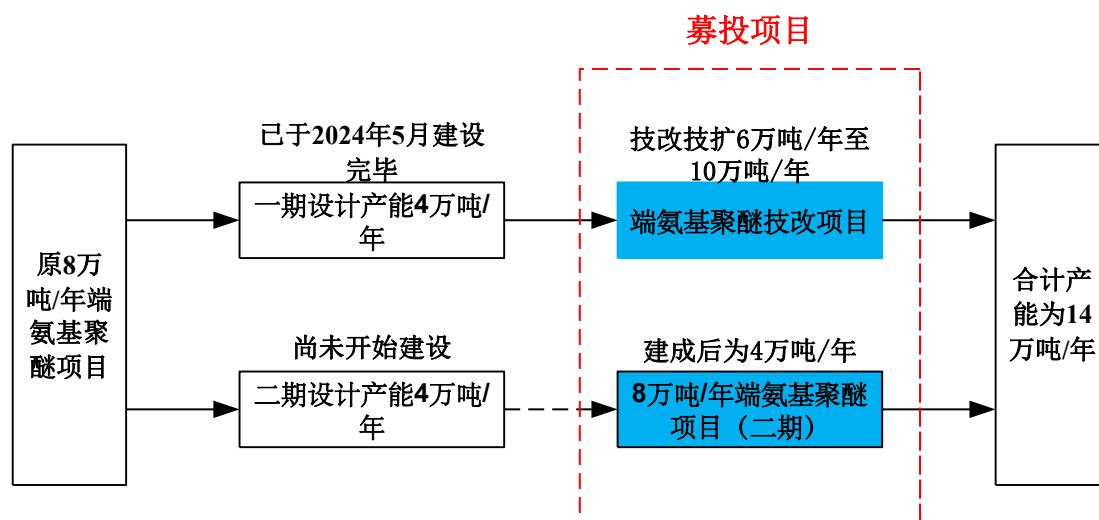 募投项目
已于2024年5月建设
完毕
技改技扩6万吨/年至
10万吨/年
原8万
吨/年端
氨基聚
醚项目
一期设计产能4万吨/
年
端氨基聚醚技改项目
合计产
能为14
万吨/年
尚未开始建设
建成后为4万吨/年
二期设计产能4万吨/
年
8万吨/年端氨基聚醚
项目（二期）